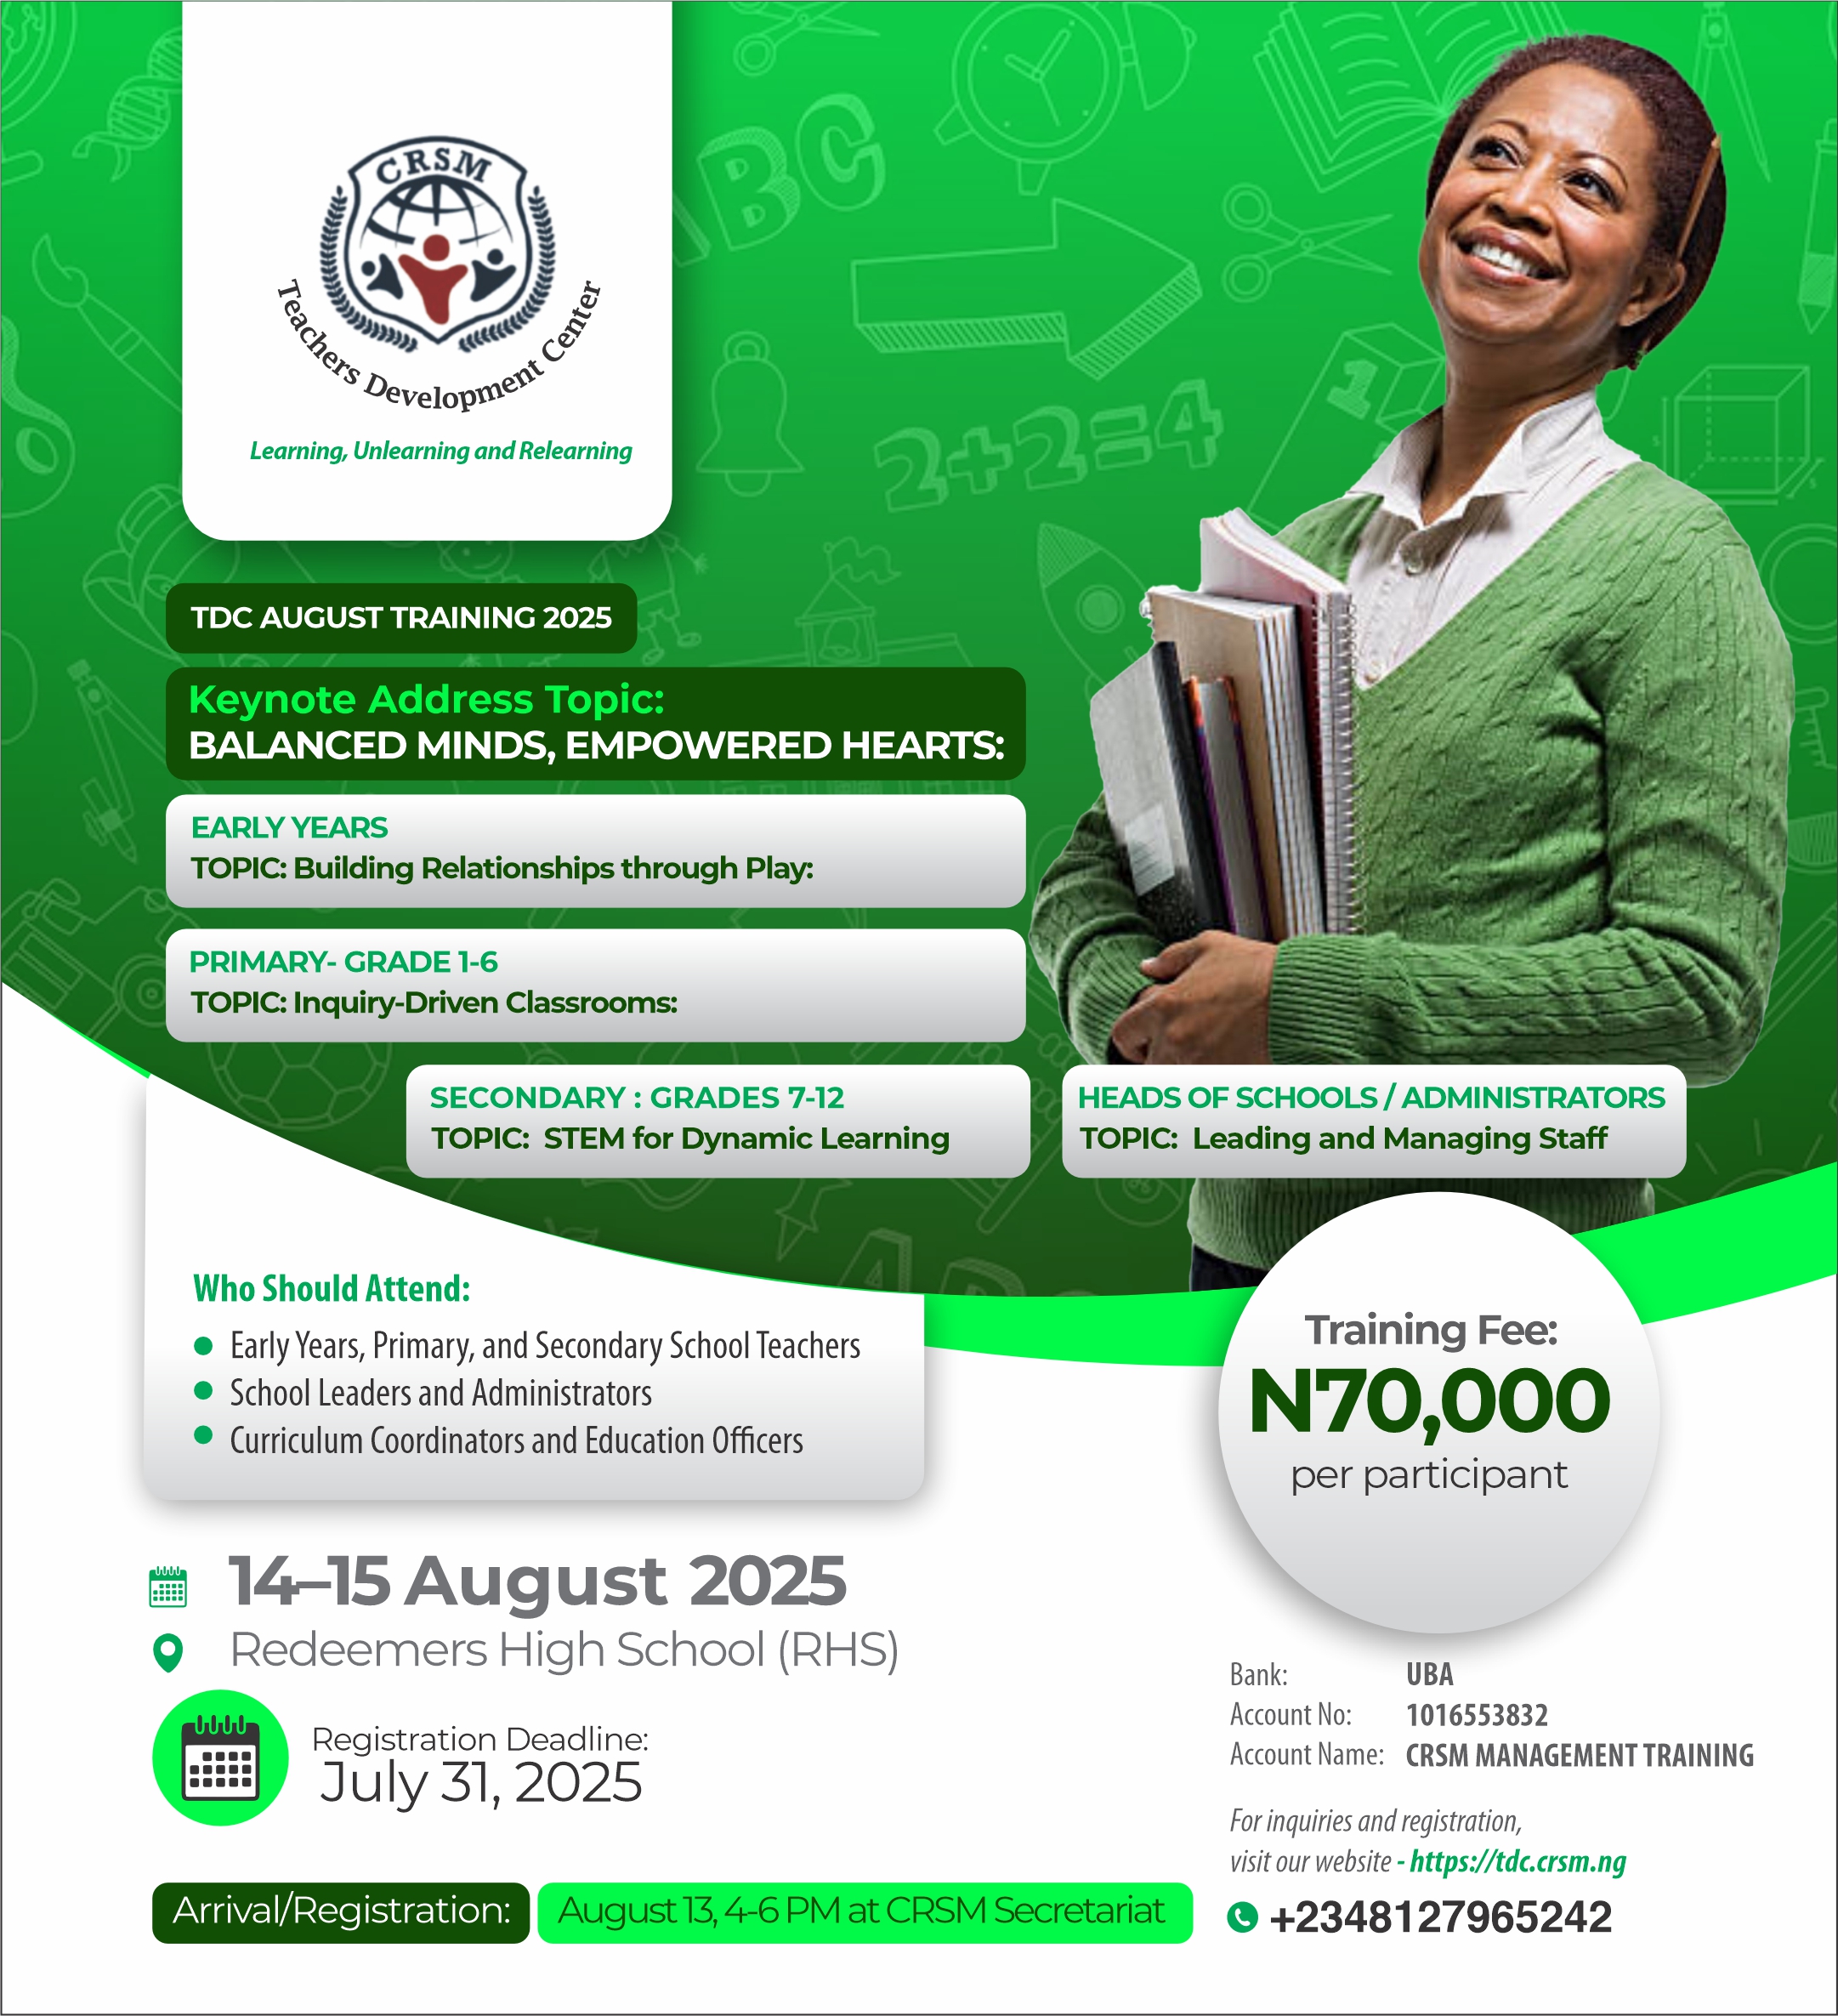 CRSM
Teachers Development Center
Learning, Unlearning and Relearning
ABC
2+2=4
1
TDC AUGUST TRAINING 2025
Keynote Address Topic:
BALANCED MINDS, EMPOWERED HEARTS:
EARLY YEARS
TOPIC: Building Relationships through Play:
PRIMARY- GRADE 1-6
TOPIC: Inquiry-Driven Classrooms:
SECONDARY : GRADES 7-12
TOPIC: STEM for Dynamic Learning
HEADS OF SCHOOLS / ADMINISTRATORS
TOPIC: Leading and Managing Staff
Who Should Attend:
Early Years, Primary, and Secondary School Teachers
School Leaders and Administrators
Curriculum Coordinators and Education Officers
Training Fee:
N70,000
per participant
14–15 August 2025
Redeemers High School (RHS)
Registration Deadline:
July 31, 2025
Arrival/Registration:
August 13, 4-6 PM at CRSM Secretariat
Bank: UBA
Account No: 1016553832
Account Name: CRSM MANAGEMENT TRAINING
For inquiries and registration,
visit our website - https://tdc.crsm.ng
+2348127965242